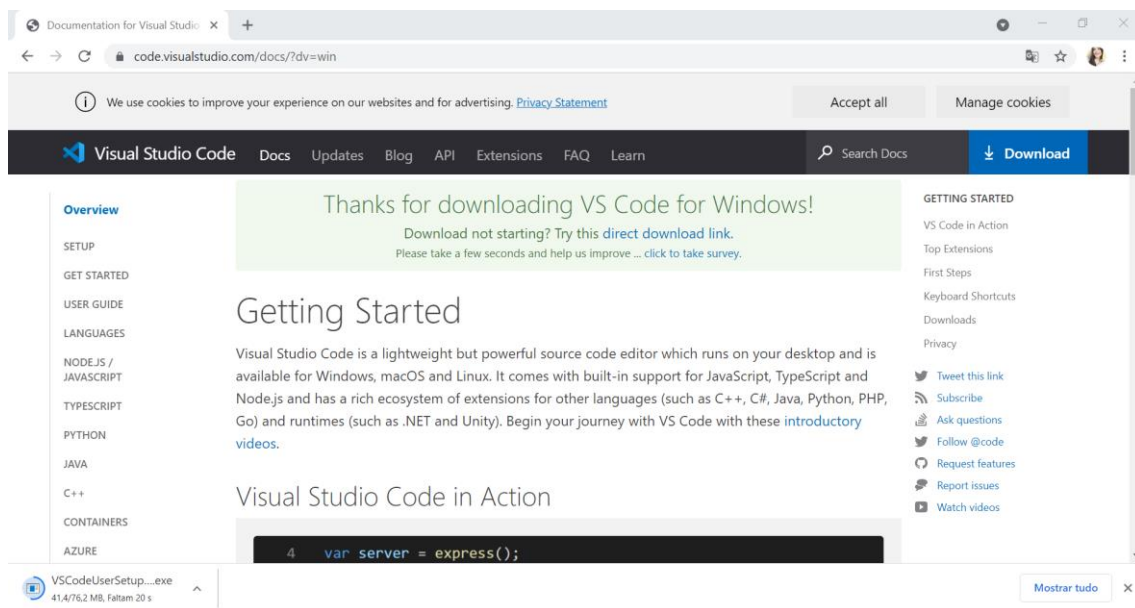 Documentation for Visual Studio
code.visualstudio.com/docs/?dv=win
We use cookies to improve your experience on our websites and for advertising. Privacy Statement
Accept all
Manage cookies
Visual Studio Code
Docs
Updates
Blog
API
Extensions
FAQ
Learn
Search Docs
Download
Overview
SETUP
GET STARTED
USER GUIDE
LANGUAGES
NODE.JS /
JAVASCRIPT
TYPESCRIPT
PYTHON
JAVA
C++
CONTAINERS
AZURE
Thanks for downloading VS Code for Windows!
Download not starting? Try this direct download link.
Please take a few seconds and help us improve ... click to take survey.
Getting Started
Visual Studio Code is a lightweight but powerful source code editor which runs on your desktop and is
available for Windows, macOS and Linux. It comes with built-in support for JavaScript, TypeScript and
Node.js and has a rich ecosystem of extensions for other languages (such as C++, C#, Java, Python, PHP,
Go) and runtimes (such as .NET and Unity). Begin your journey with VS Code with these introductory
videos.
Visual Studio Code in Action
4 var server = express();
GETTING STARTED
VS Code in Action
Top Extensions
First Steps
Keyboard Shortcuts
Downloads
Privacy
Tweet this link
Subscribe
Ask questions
Follow @code
Request features
Report issues
Watch videos
VSCodeUserSetup....exe
41,4/76,2 MB, Faltam 20 s
Mostrar tudo